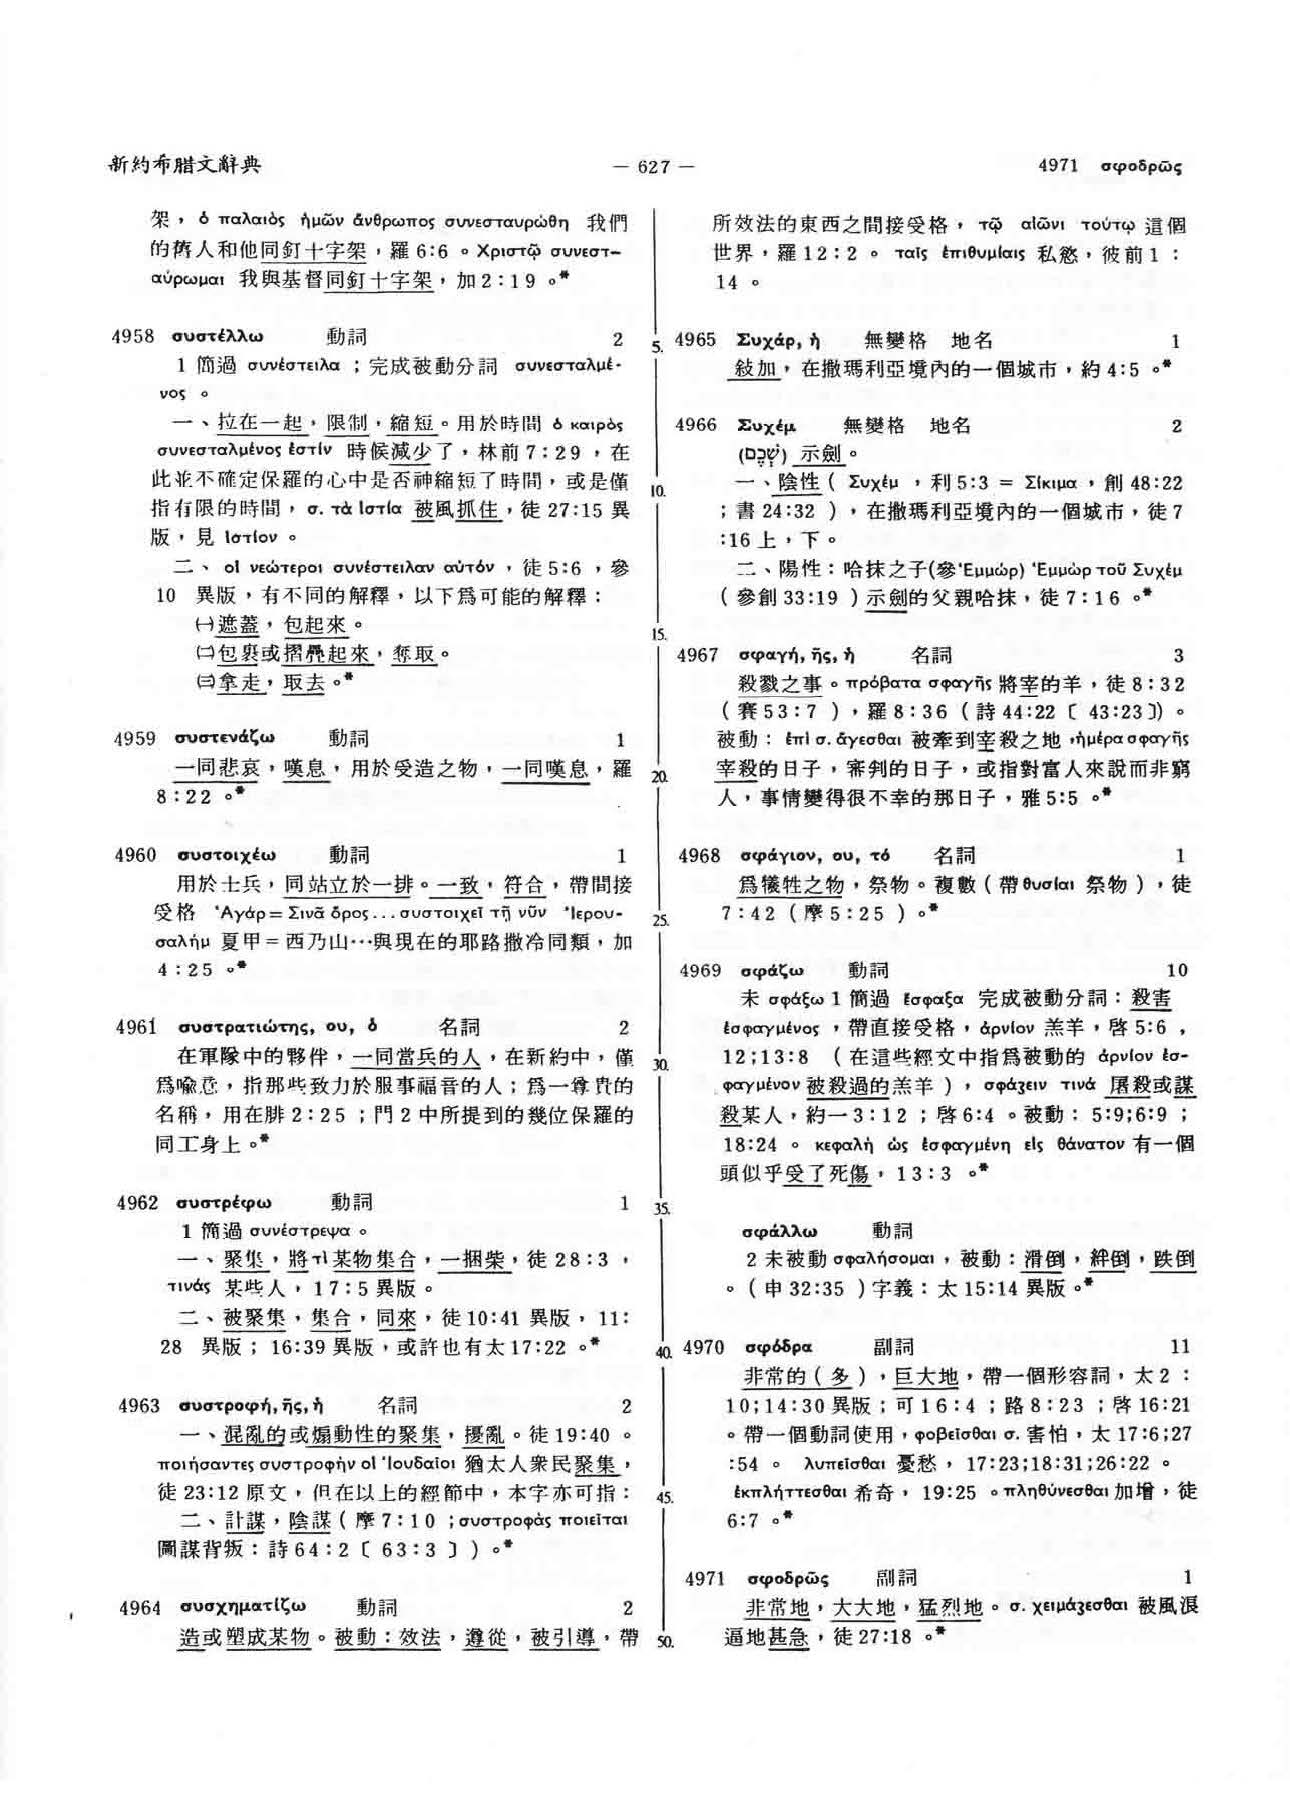 新約希腊文辭典
— 627 —
4971 σφοδρῶς
架，ὁ παλαιὸς ἡμῶν ἄνθρωπος συνεσταυρώθη 我們
的舊人和他同釘十字架，羅 6:6 。Χριστῷ συνεστ-
αύρωμαι 我與基督同釘十字架，加2:19 。*
4958 συστέλλω 動詞 2
1 簡過 συνέστειλα ；完成被動分詞 συνεσταλμέ-
νος 。
一、拉在一起，限制，縮短。用於時間 ὁ καιρὸς
συνεσταλμένος ἐστίν 時候減少了，林前7:29 ，在
此並不確定保羅的心中是否神縮短了時間，或是僅
指有限的時間，σ. τὰ ἱστία 被風抓住，徒 27:15 異
版，見 ἱστίον 。
二、οἱ νεώτεροι συνέστειλαν αὐτόν ，徒5:6 ，參
10 異版，有不同的解釋，以下爲可能的解釋：
㈠遮蓋，包起來。
㈡包裹或摺疊起來，奪取。
㈢拿走，取去。*
4959 συστενάζω 動詞 1
一同悲哀，嘆息，用於受造之物，一同嘆息，羅
8:22 。*
4960 συστοιχέω 動詞 1
用於士兵，同站立於一排。一致，符合，帶間接
受格 Ἁγάρ＝Σινᾶ ὄρος...συστοιχεῖ τῇ νῦν Ἰερου-
σαλήμ 夏甲＝西乃山…與現在的耶路撒冷同類，加
4:25 。*
4961 συστρατιώτης, ου, ὁ 名詞 2
在軍隊中的夥伴，一同當兵的人，在新約中，僅
爲喩意，指那些致力於服事福音的人；爲一尊貴的
名稱，用在腓 2:25 ；門 2 中所提到的幾位保羅的
同工身上。*
4962 συστρέφω 動詞 1
1 簡過 συνέστρεψα 。
一、聚集，將 τὶ 某物集合，一捆柴，徒 28:3 ，
τινάς 某些人，17:5 異版。
二、被聚集，集合，同來，徒10:41 異版，11:
28 異版；16:39 異版，或許也有太17:22 。*
4963 συστροφή, ῆς, ἡ 名詞 2
一、混亂的或煽動性的聚集，擾亂。徒19:40 。
ποιήσαντες συστροφὴν οἱ Ἰουδαῖοι 猶太人衆民聚集，
徒 23:12 原文，但在以上的經節中，本字亦可指：
二、計謀，陰謀（摩7:10 ；συστροφὰς ποιεῖται
圖謀背叛：詩64:2〔63:3〕）。*
4964 συσχηματίζω 動詞 2
造或塑成某物。被動：效法，遵從，被引導，帶
5.
10.
15.
20.
25.
30.
35.
40.
45.
50.
所效法的東西之間接受格，τῷ αἰῶνι τούτῳ 這個
世界，羅12:2 。ταῖς ἐπιθυμίαις 私慾，彼前1:
14 。
4965 Συχάρ, ἡ 無變格 地名 1
敍加，在撒瑪利亞境內的一個城市，約 4:5 。*
4966 Συχέμ 無變格 地名 2
(שְׁכֶם) 示劍。
一、陰性（Συχέμ ，利5:3 = Σίκιμα，創 48:22
；書 24:32 ），在撒瑪利亞境內的一個城市，徒 7
:16上，下。
二、陽性：哈抹之子(參Ἐμμώρ) Ἐμμὼρ τοῦ Συχέμ
（參創 33:19 ）示劍的父親哈抹，徒7:16 。*
4967 σφαγή, ῆς, ἡ 名詞 3
殺戮之事。πρόβατα σφαγῆς 將宰的羊，徒 8:32
（賽53:7 ），羅8:36（詩44:22〔43:23〕）。
被動：ἐπὶ σ. ἄγεσθαι 被牽到宰殺之地，ἡμέρα σφαγῆς
宰殺的日子，審判的日子，或指對富人來說而非窮
人，事情變得很不幸的那日子，雅5:5 。*
4968 σφάγιον, ου, τό 名詞 1
爲犧牲之物，祭物。複數（帶θυσίαι 祭物），徒
7:42（摩5:25 ）。*
4969 σφάζω 動詞 10
未 σφάξω 1 簡過 ἔσφαξα 完成被動分詞：殺害
ἐσφαγμένος ，帶直接受格，ἀρνίον 羔羊，啓5:6 ,
12;13:8 （在這些經文中指爲被動的 ἀρνίον ἐσ-
φαγμένον 被殺過的羔羊），σφάζειν τινά 屠殺或謀
殺某人，約一3:12 ；啓6:4 。被動：5:9;6:9 ；
18:24 。κεφαλὴ ὡς ἐσφαγμένη εἰς θάνατον 有一個
頭似乎受了死傷，13:3 。*
σφάλλω 動詞
2 未被動 σφαλήσομαι，被動：滑倒，絆倒，跌倒
。（申 32:35 ）字義：太 15:14 異版。*
4970 σφόδρα 副詞 11
非常的（多），巨大地，帶一個形容詞，太2:
10;14:30 異版；可16:4 ；路8:23 ；啓16:21
。帶一個動詞使用，φοβεῖσθαι σ. 害怕，太 17:6;27
:54 。λυπεῖσθαι 憂愁，17:23;18:31;26:22 。
ἐκπλήττεσθαι 希奇，19:25 。πληθύνεσθαι 加增，徒
6:7 。*
4971 σφοδρῶς 副詞 1
非常地，大大地，猛烈地。σ. χειμάζεσθαι 被風浪
逼地甚急，徒27:18 。*